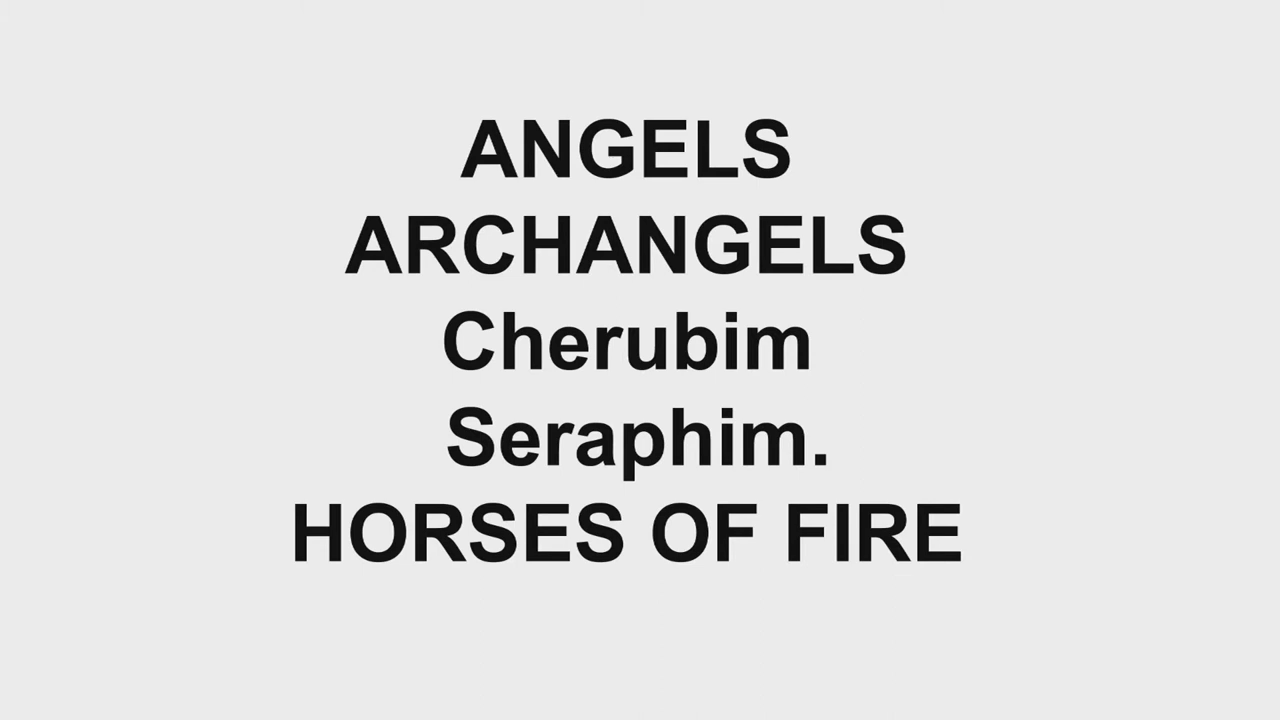 ANGELS
ARCHANGELS
Cherubim
Seraphim.
HORSES OF FIRE